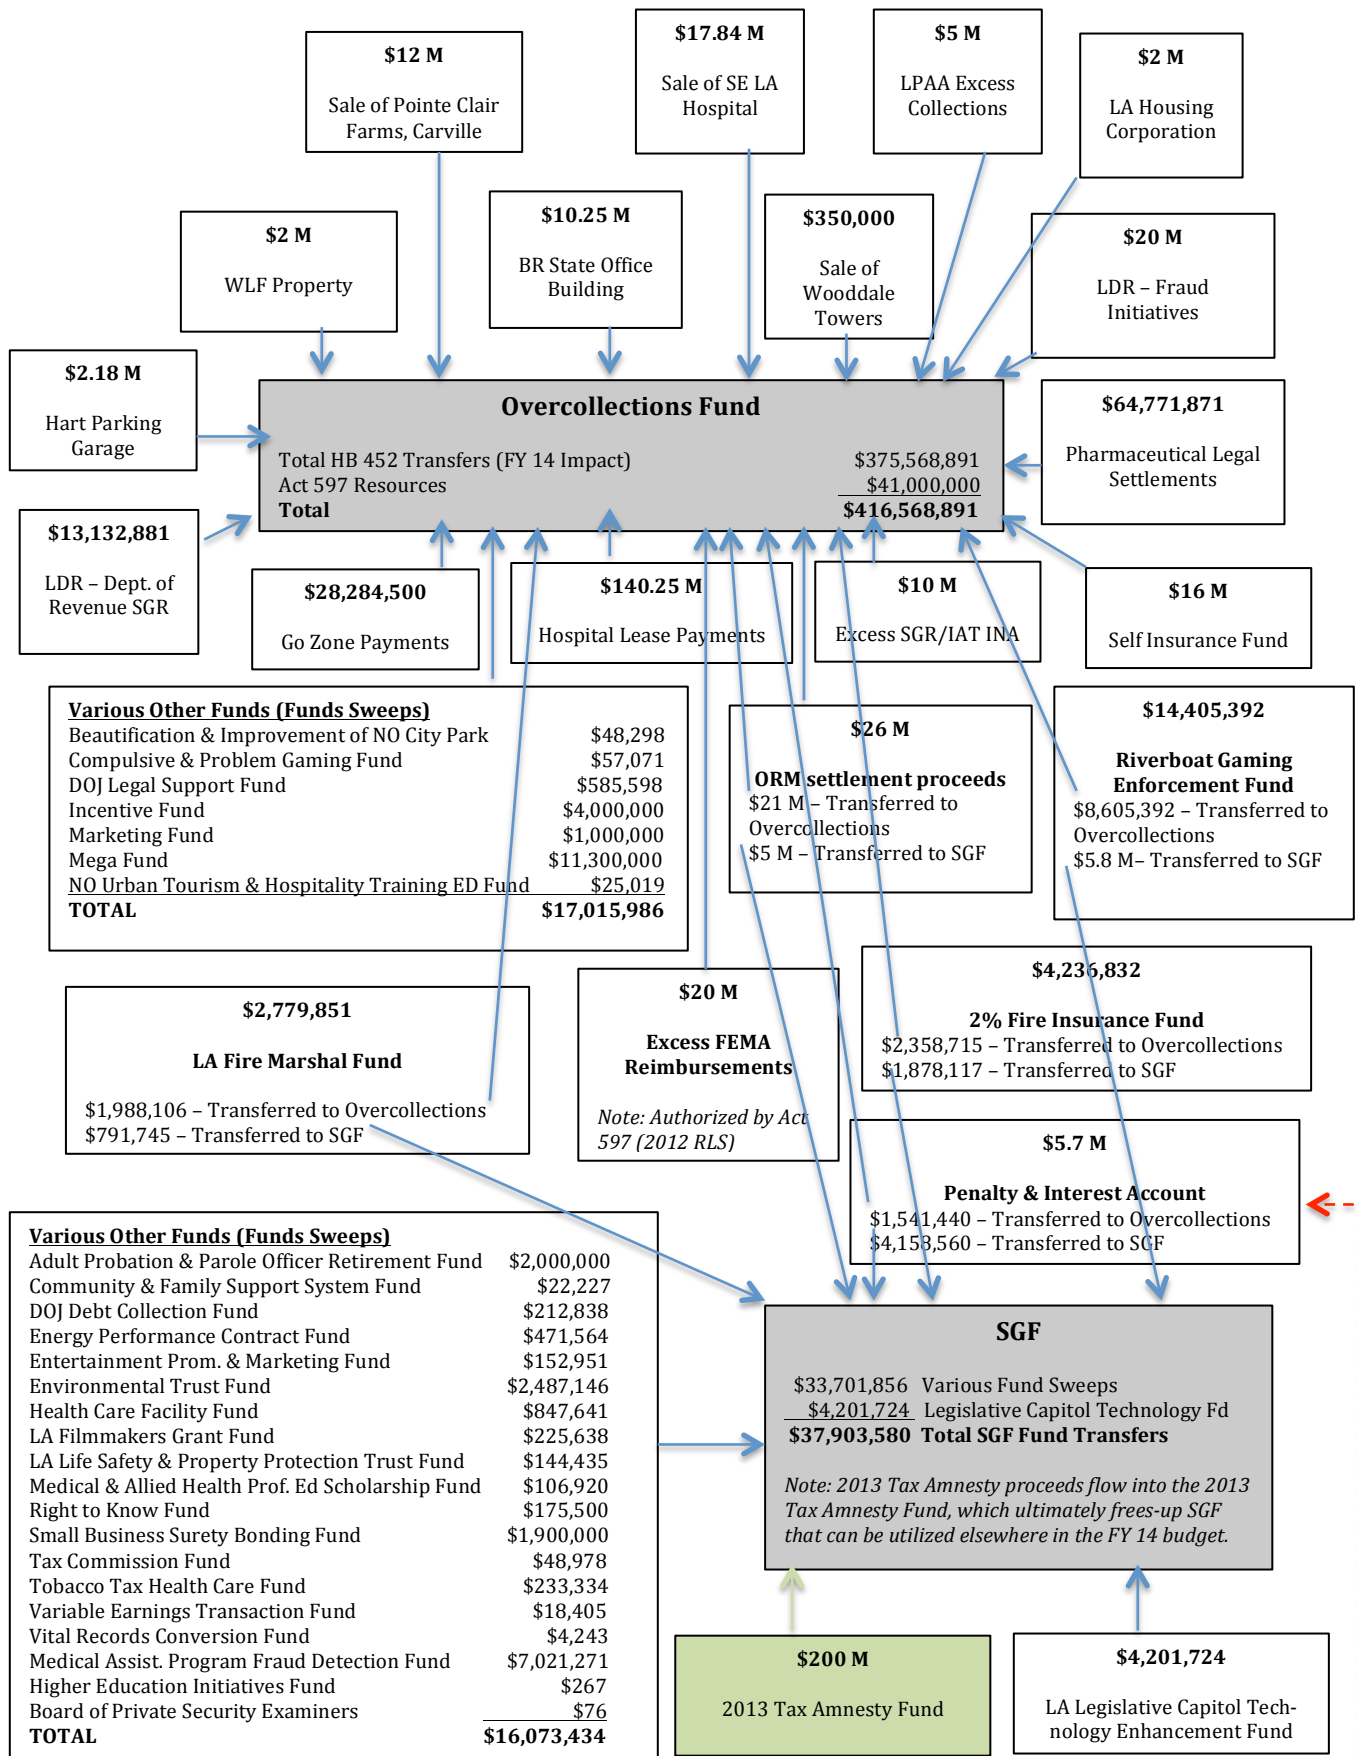 $12 M
Sale of Pointe Clair
Farms, Carville
$17.84 M
Sale of SE LA
Hospital
$5 M
LPAA Excess
Collections
$2 M
LA Housing
Corporation
$2 M
WLF Property
$10.25 M
BR State Office
Building
$350,000
Sale of
Wooddale
Towers
$20 M
LDR – Fraud
Initiatives
$2.18 M
Hart Parking
Garage
Overcollections Fund
Total HB 452 Transfers (FY 14 Impact) $375,568,891
Act 597 Resources $41,000,000
Total $416,568,891
$64,771,871
Pharmaceutical Legal
Settlements
$13,132,881
LDR – Dept. of
Revenue SGR
$28,284,500
Go Zone Payments
$140.25 M
Hospital Lease Payments
$10 M
Excess SGR/IAT INA
$16 M
Self Insurance Fund
Various Other Funds (Funds Sweeps)
Beautification & Improvement of NO City Park $48,298
Compulsive & Problem Gaming Fund $57,071
DOJ Legal Support Fund $585,598
Incentive Fund $4,000,000
Marketing Fund $1,000,000
Mega Fund $11,300,000
NO Urban Tourism & Hospitality Training ED Fund $25,019
TOTAL $17,015,986
$26 M
ORM settlement proceeds
$21 M – Transferred to
Overcollections
$5 M – Transferred to SGF
$14,405,392
Riverboat Gaming
Enforcement Fund
$8,605,392 – Transferred to
Overcollections
$5.8 M– Transferred to SGF
$2,779,851
LA Fire Marshal Fund
$1,988,106 – Transferred to Overcollections
$791,745 – Transferred to SGF
$20 M
Excess FEMA
Reimbursements
Note: Authorized by Act
597 (2012 RLS)
$4,236,832
2% Fire Insurance Fund
$2,358,715 – Transferred to Overcollections
$1,878,117 – Transferred to SGF
$5.7 M
Penalty & Interest Account
$1,541,440 – Transferred to Overcollections
$4,158,560 – Transferred to SGF
Various Other Funds (Funds Sweeps)
Adult Probation & Parole Officer Retirement Fund $2,000,000
Community & Family Support System Fund $22,227
DOJ Debt Collection Fund $212,838
Energy Performance Contract Fund $471,564
Entertainment Prom. & Marketing Fund $152,951
Environmental Trust Fund $2,487,146
Health Care Facility Fund $847,641
LA Filmmakers Grant Fund $225,638
LA Life Safety & Property Protection Trust Fund $144,435
Medical & Allied Health Prof. Ed Scholarship Fund $106,920
Right to Know Fund $175,500
Small Business Surety Bonding Fund $1,900,000
Tax Commission Fund $48,978
Tobacco Tax Health Care Fund $233,334
Variable Earnings Transaction Fund $18,405
Vital Records Conversion Fund $4,243
Medical Assist. Program Fraud Detection Fund $7,021,271
Higher Education Initiatives Fund $267
Board of Private Security Examiners $76
TOTAL $16,073,434
SGF
$33,701,856 Various Fund Sweeps
$4,201,724 Legislative Capitol Technology Fd
$37,903,580 Total SGF Fund Transfers
Note: 2013 Tax Amnesty proceeds flow into the 2013
Tax Amnesty Fund, which ultimately frees-up SGF
that can be utilized elsewhere in the FY 14 budget.
$200 M
2013 Tax Amnesty Fund
$4,201,724
LA Legislative Capitol Tech-
nology Enhancement Fund